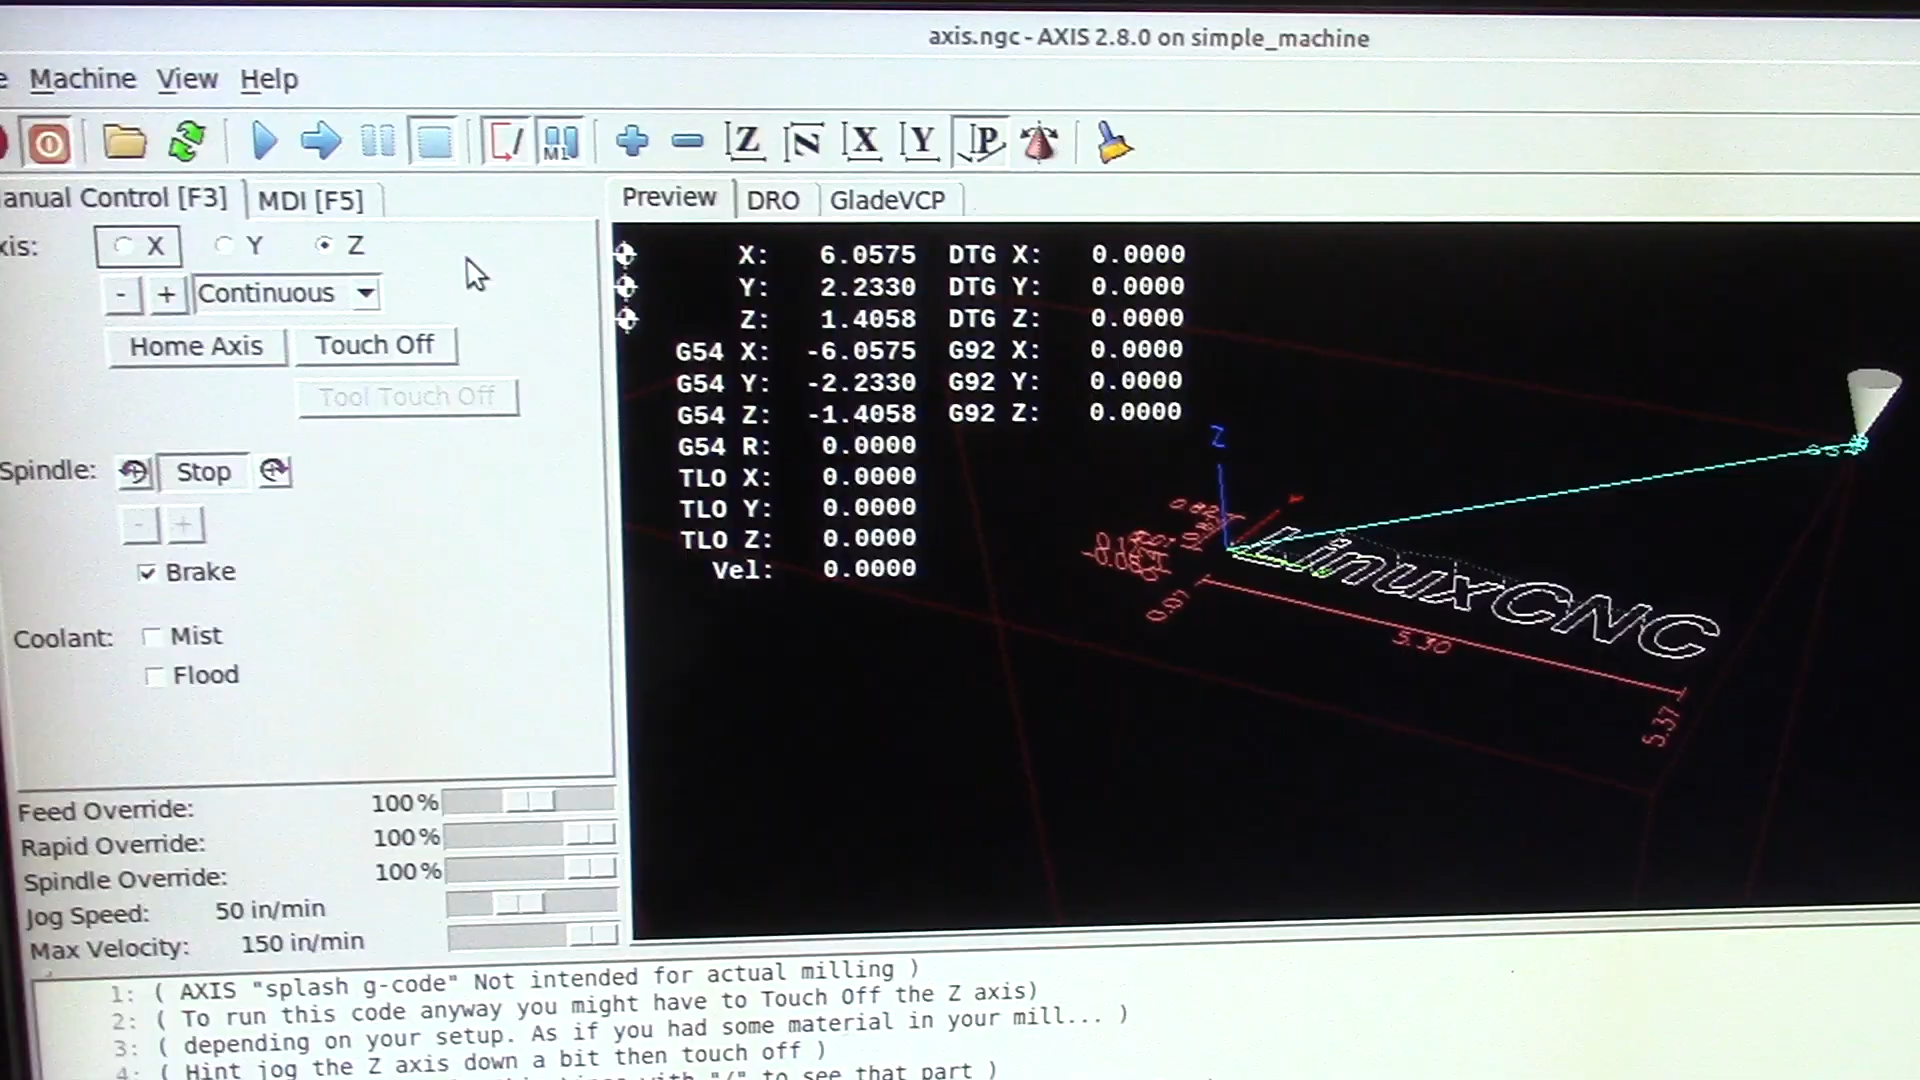 axis.ngc - AXIS 2.8.0 on simple_machine
Machine View Help
Z N X Y P
anual Control [F3] MDI [F5]
Preview DRO GladeVCP
xis: X Y Z
- + Continuous
Home Axis Touch Off
Tool Touch Off
Spindle: Stop
- +
Brake
Coolant: Mist
Flood
X: 6.0575 DTG X: 0.0000
Y: 2.2330 DTG Y: 0.0000
Z: 1.4058 DTG Z: 0.0000
G54 X: -6.0575 G92 X: 0.0000
G54 Y: -2.2330 G92 Y: 0.0000
G54 Z: -1.4058 G92 Z: 0.0000
G54 R: 0.0000
TLO X: 0.0000
TLO Y: 0.0000
TLO Z: 0.0000
Vel: 0.0000
Z
LinuxCNC
0.07
5.30
5.37
Feed Override: 100%
Rapid Override: 100%
Spindle Override: 100%
Jog Speed: 50 in/min
Max Velocity: 150 in/min
1: ( AXIS "splash g-code" Not intended for actual milling )
2: ( To run this code anyway you might have to Touch Off the Z axis)
3: ( depending on your setup. As if you had some material in your mill... )
4: ( Hint jog the Z axis down a bit then touch off )
"/" to see that part )